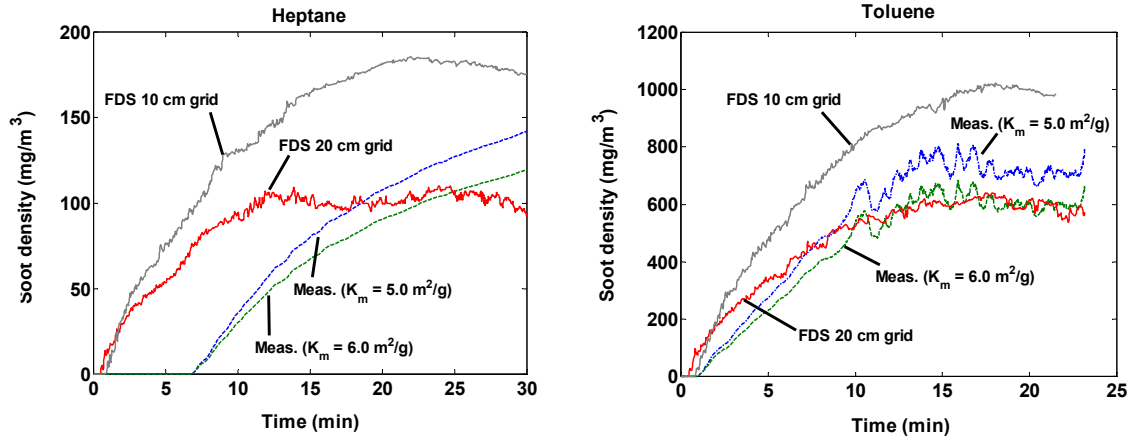 Heptane
200
150
100
50
0
0 5 10 15 20 25 30
Soot density (mg/m³)
Time (min)
FDS 10 cm grid
FDS 20 cm grid
Meas. (Kₘ = 5.0 m²/g)
Meas. (Kₘ = 6.0 m²/g)
Toluene
1200
1000
800
600
400
200
0
0 5 10 15 20 25
Soot density (mg/m³)
Time (min)
FDS 10 cm grid
Meas. (Kₘ = 5.0 m²/g)
Meas. (Kₘ = 6.0 m²/g)
FDS 20 cm grid